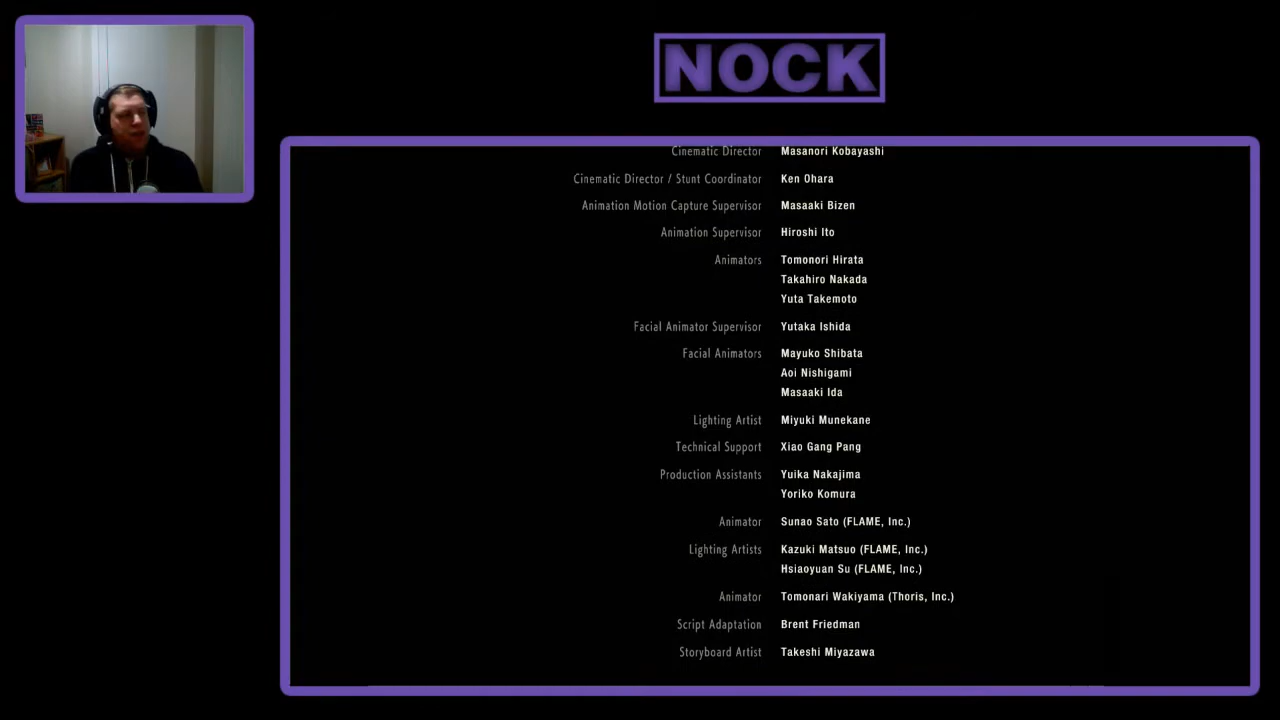 NOCK
Cinematic Director Masanori Kobayashi
Cinematic Director / Stunt Coordinator Ken Ohara
Animation Motion Capture Supervisor Masaaki Bizen
Animation Supervisor Hiroshi Ito
Animators Tomonori Hirata
Takahiro Nakada
Yuta Takemoto
Facial Animator Supervisor Yutaka Ishida
Facial Animators Mayuko Shibata
Aoi Nishigami
Masaaki Ida
Lighting Artist Miyuki Munekane
Technical Support Xiao Gang Pang
Production Assistants Yuika Nakajima
Yoriko Komura
Animator Sunao Sato (FLAME, Inc.)
Lighting Artists Kazuki Matsuo (FLAME, Inc.)
Hsiaoyuan Su (FLAME, Inc.)
Animator Tomonari Wakiyama (Thoris, Inc.)
Script Adaptation Brent Friedman
Storyboard Artist Takeshi Miyazawa